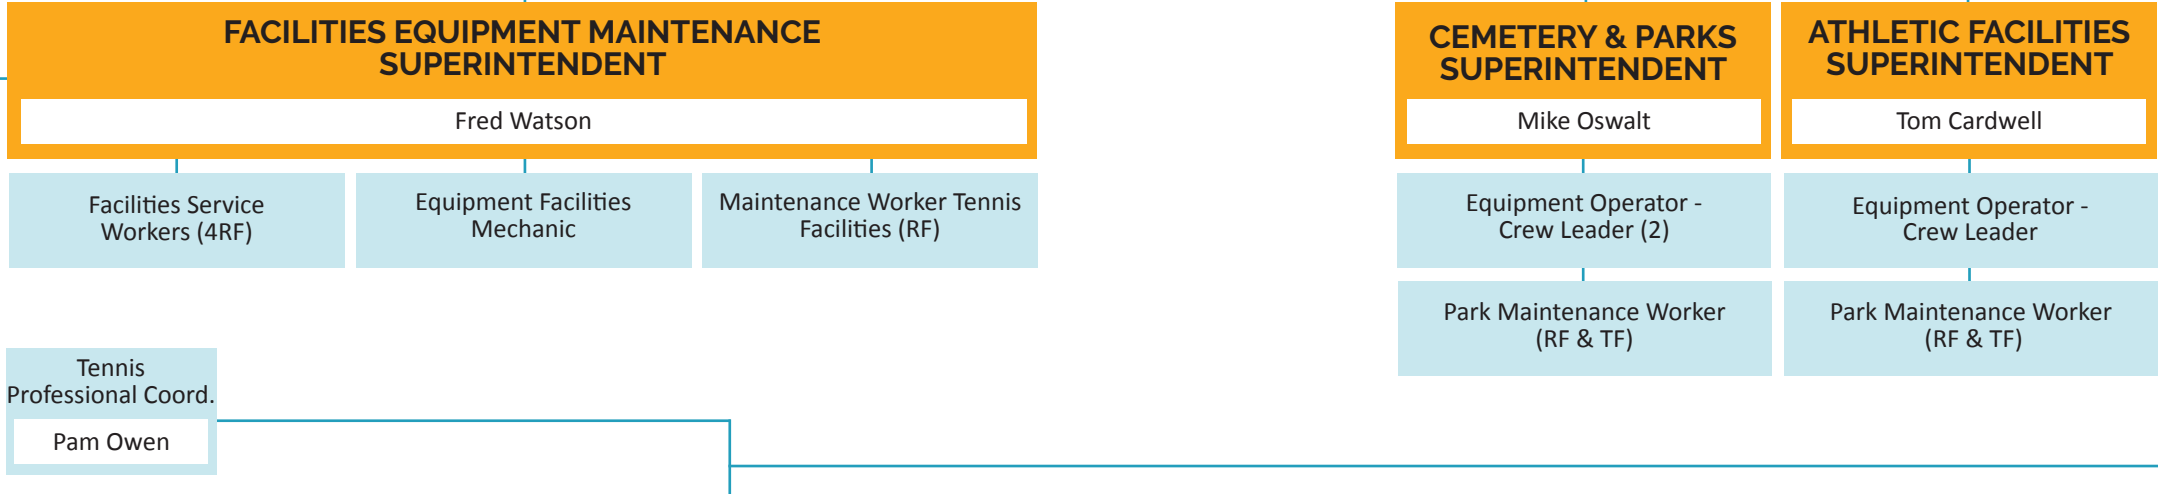 FACILITIES EQUIPMENT MAINTENANCE
SUPERINTENDENT
Fred Watson
Facilities Service
Workers (4RF)
Equipment Facilities
Mechanic
Maintenance Worker Tennis
Facilities (RF)
CEMETERY & PARKS
SUPERINTENDENT
Mike Oswalt
Equipment Operator -
Crew Leader (2)
Park Maintenance Worker
(RF & TF)
ATHLETIC FACILITIES
SUPERINTENDENT
Tom Cardwell
Equipment Operator -
Crew Leader
Park Maintenance Worker
(RF & TF)
Tennis
Professional Coord.
Pam Owen